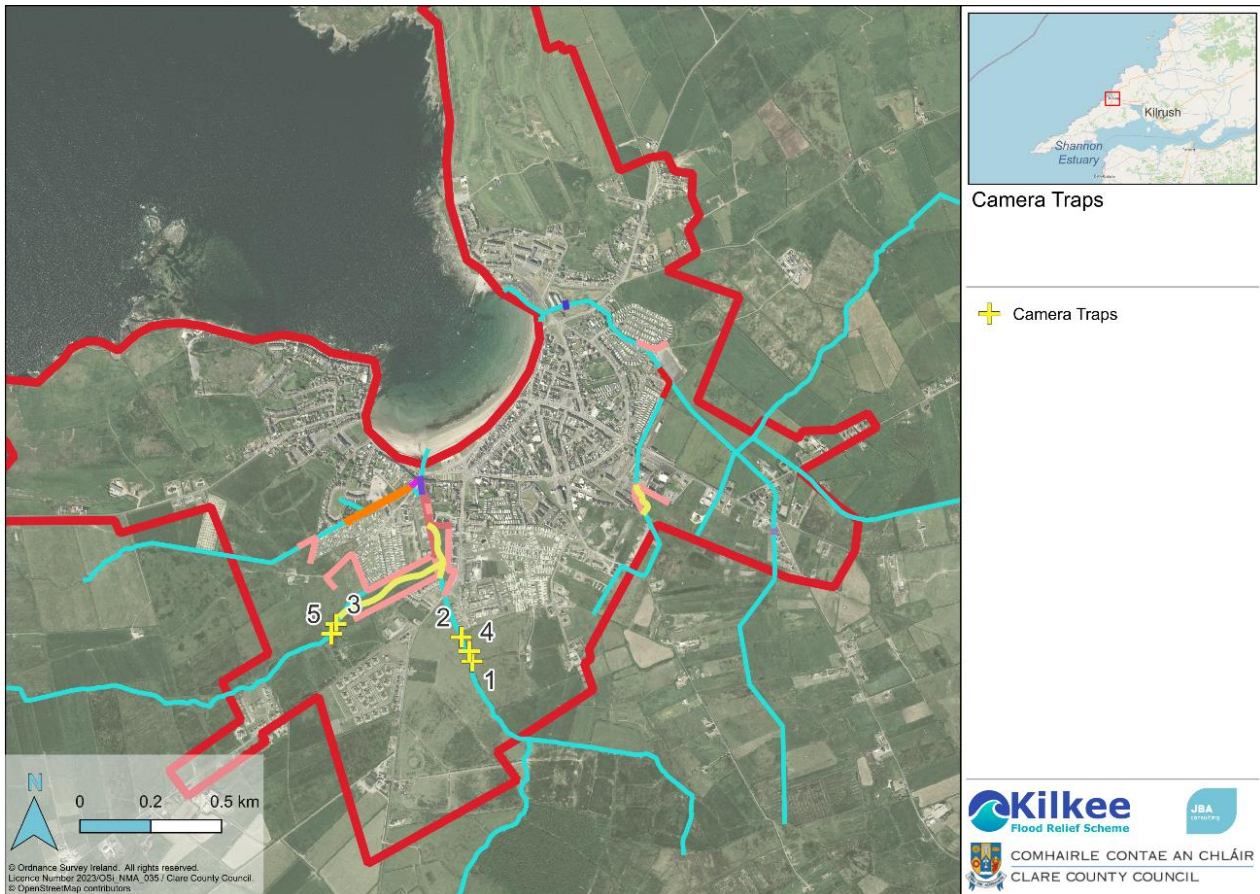 5
3
2
4
1
N
0 0.2 0.5 km
© Ordnance Survey Ireland. All rights reserved.
Licence Number 2023/OSi_NMA_035 / Clare County Council.
© OpenStreetMap contributors
Kilrush
Shannon
Estuary
Camera Traps
Camera Traps
Kilkee
Flood Relief Scheme
JBA
consulting
COMHAIRLE CONTAE AN CHLÁIR
CLARE COUNTY COUNCIL